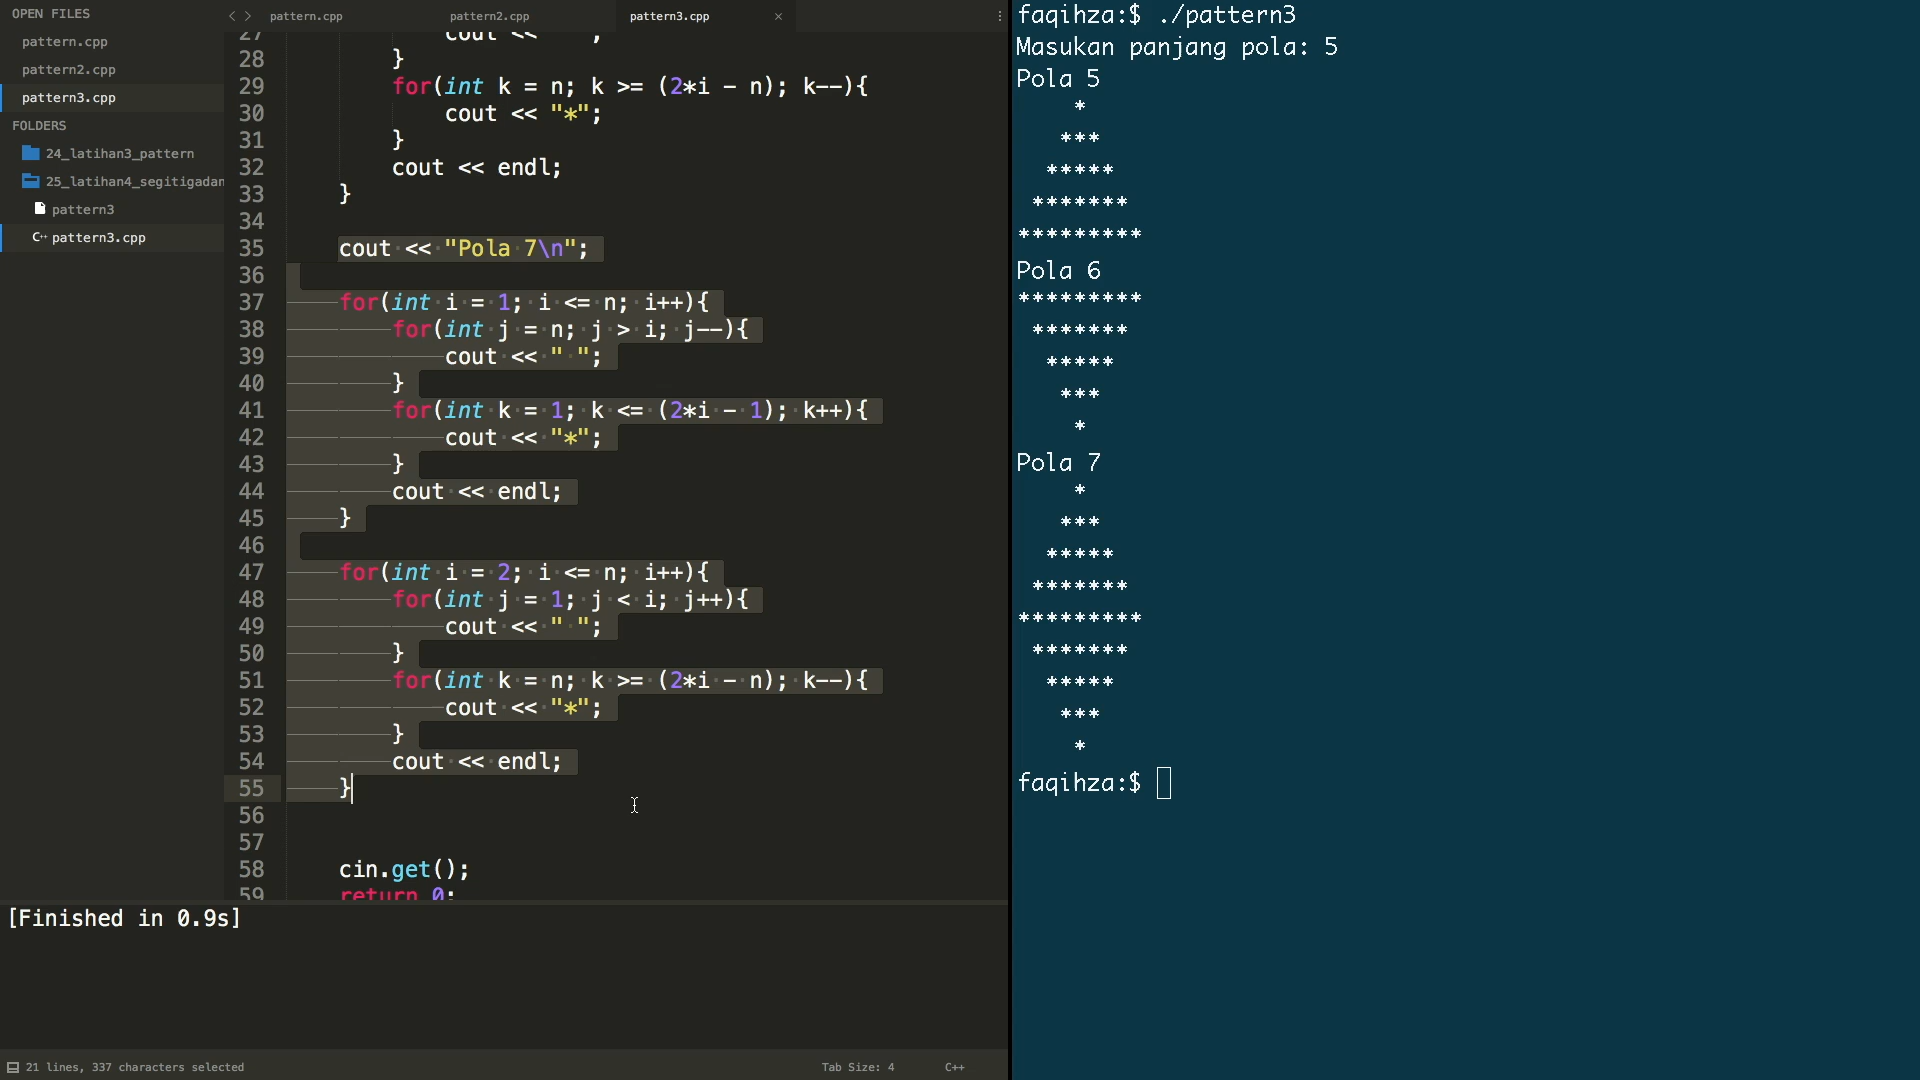 OPEN FILES
pattern.cpp
pattern2.cpp
pattern3.cpp
FOLDERS
24_latihan3_pattern
25_latihan4_segitigadan
pattern3
C++ pattern3.cpp
pattern.cpp
pattern2.cpp
pattern3.cpp ×
27 cout << " ";
28 }
29 for(int k = n; k >= (2*i - n); k--){
30 cout << "*";
31 }
32 cout << endl;
33 }
34
35 cout << "Pola 7\n";
36
37 for(int i = 1; i <= n; i++){
38 for(int j = n; j > i; j--){
39 cout << " ";
40 }
41 for(int k = 1; k <= (2*i - 1); k++){
42 cout << "*";
43 }
44 cout << endl;
45 }
46
47 for(int i = 2; i <= n; i++){
48 for(int j = 1; j < i; j++){
49 cout << " ";
50 }
51 for(int k = n; k >= (2*i - n); k--){
52 cout << "*";
53 }
54 cout << endl;
55 }
56
57
58 cin.get();
59 return 0;
[Finished in 0.9s]
21 lines, 337 characters selected
Tab Size: 4
C++
faqihza:$ ./pattern3
Masukan panjang pola: 5
Pola 5
*
***
*****
*******
*********
Pola 6
*********
*******
*****
***
*
Pola 7
*
***
*****
*******
*********
*******
*****
***
*
faqihza:$